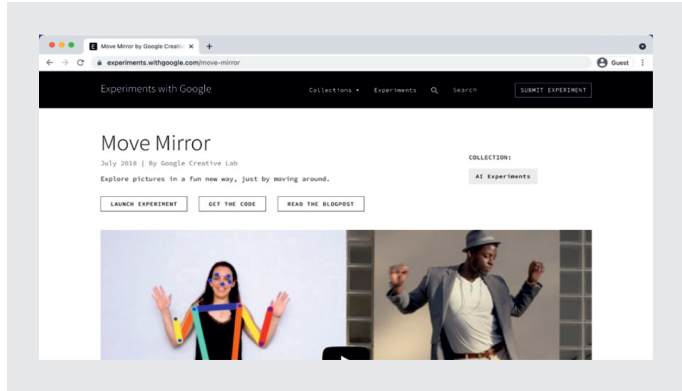 Move Mirror by Google Creativ
experiments.withgoogle.com/move-mirror
Guest
Experiments with Google
Collections
Experiments
Search
SUBMIT EXPERIMENT
Move Mirror
July 2018 | By Google Creative Lab
Explore pictures in a fun new way, just by moving around.
COLLECTION:
AI Experiments
LAUNCH EXPERIMENT
GET THE CODE
READ THE BLOGPOST